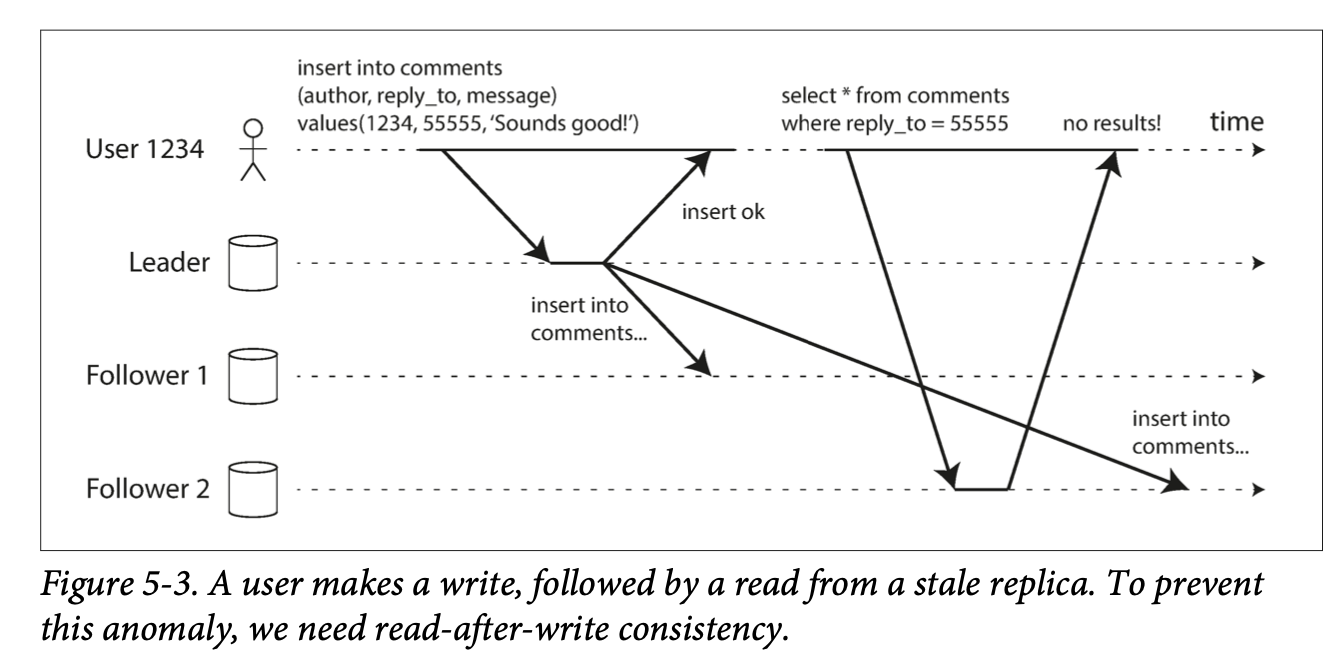 insert into comments
(author, reply_to, message)
values(1234, 55555, ‘Sounds good!’)
select * from comments
where reply_to = 55555
no results!
time
User 1234
insert ok
Leader
insert into
comments...
Follower 1
insert into
comments...
Follower 2
Figure 5-3. A user makes a write, followed by a read from a stale replica. To prevent
this anomaly, we need read-after-write consistency.